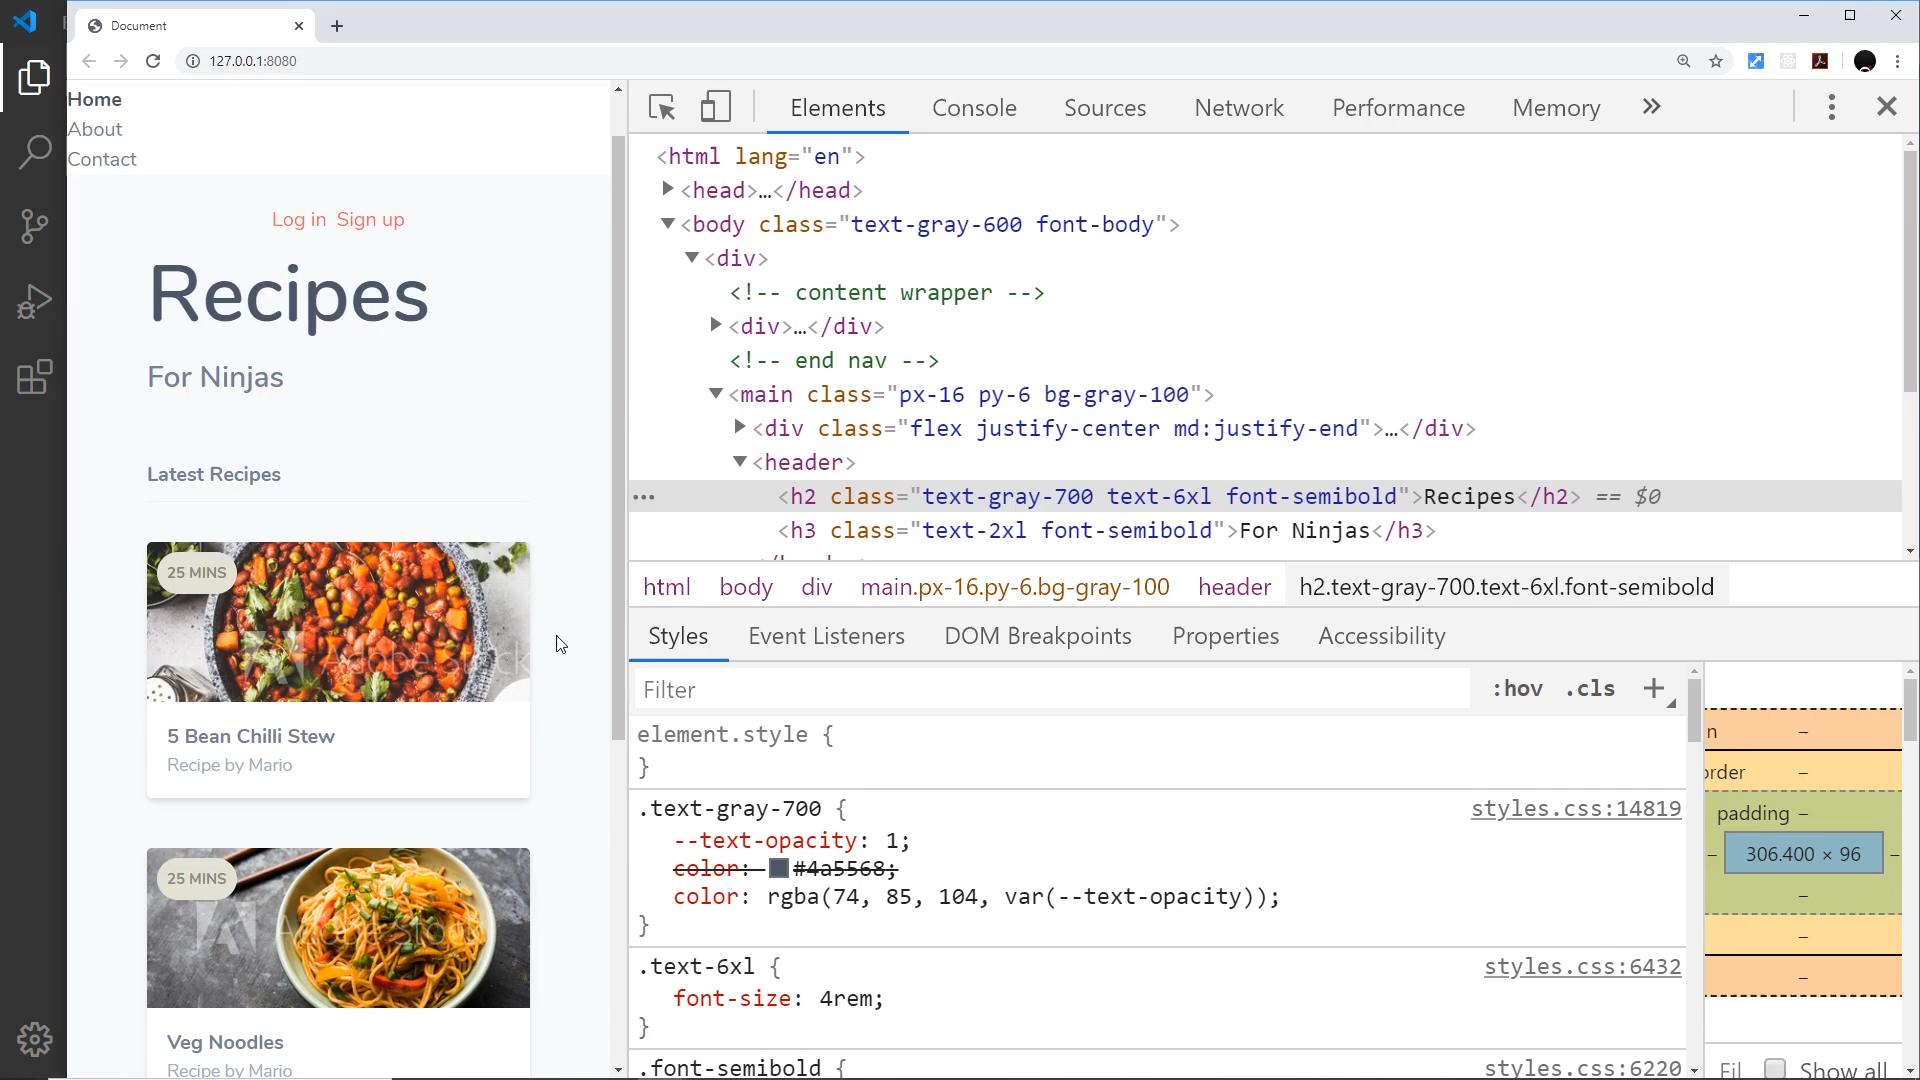 Document
127.0.0.1:8080
Home
About
Contact
Log in Sign up
Recipes
For Ninjas
Latest Recipes
25 MINS
Adobe Stock
5 Bean Chilli Stew
Recipe by Mario
25 MINS
Adobe Stock
Veg Noodles
Recipe by Mario
Elements Console Sources Network Performance Memory »
<html lang="en">
<head>…</head>
<body class="text-gray-600 font-body">
<div>
<!-- content wrapper -->
<div>…</div>
<!-- end nav -->
<main class="px-16 py-6 bg-gray-100">
<div class="flex justify-center md:justify-end">…</div>
<header>
<h2 class="text-gray-700 text-6xl font-semibold">Recipes</h2> == $0
<h3 class="text-2xl font-semibold">For Ninjas</h3>
html body div main.px-16.py-6.bg-gray-100 header h2.text-gray-700.text-6xl.font-semibold
Styles Event Listeners DOM Breakpoints Properties Accessibility
Filter :hov .cls +
element.style {
}
.text-gray-700 { styles.css:14819
--text-opacity: 1;
color: #4a5568;
color: rgba(74, 85, 104, var(--text-opacity));
}
.text-6xl { styles.css:6432
font-size: 4rem;
}
.font-semibold { styles.css:6220
n –
order –
padding –
– 306.400 × 96 –
–
–
–
Fil Show all